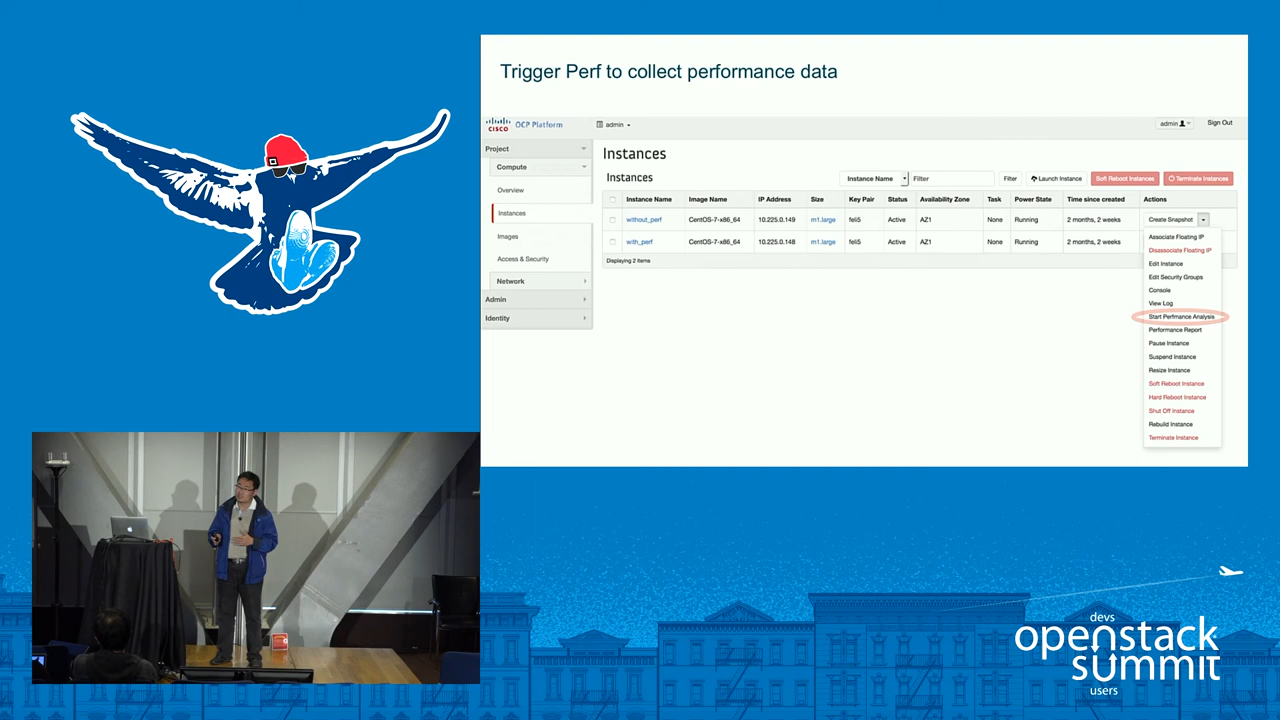 Trigger Perf to collect performance data
CISCO OCP Platform admin admin Sign Out
Project
Compute
Overview
Instances
Images
Access & Security
Network
Admin
Identity
Instances
Instances
Instance Name Filter Filter Launch Instance Soft Reboot Instances Terminate Instances
Instance Name Image Name IP Address Size Key Pair Status Availability Zone Task Power State Time since created Actions
without_perf CentOS-7-x86_64 10.225.0.149 m1.large feli5 Active AZ1 None Running 2 months, 2 weeks Create Snapshot
with_perf CentOS-7-x86_64 10.225.0.148 m1.large feli5 Active AZ1 None Running 2 months, 2 weeks
Displaying 2 items
Associate Floating IP
Disassociate Floating IP
Edit Instance
Edit Security Groups
Console
View Log
Start Perfmance Analysis
Performance Report
Pause Instance
Suspend Instance
Resize Instance
Soft Reboot Instance
Hard Reboot Instance
Shut Off Instance
Rebuild Instance
Terminate Instance
devs
openstack
summit
users